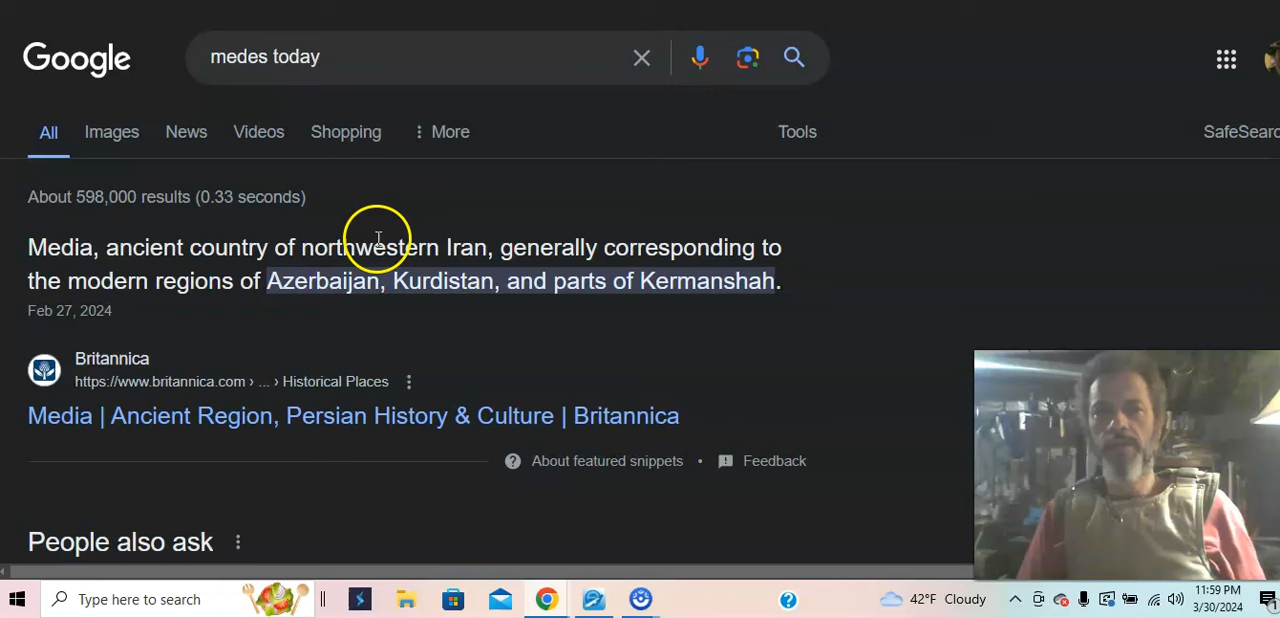 Google
medes today
All
Images
News
Videos
Shopping
More
Tools
SafeSearc
About 598,000 results (0.33 seconds)
Media, ancient country of northwestern Iran, generally corresponding to
the modern regions of Azerbaijan, Kurdistan, and parts of Kermanshah.
Feb 27, 2024
Britannica
https://www.britannica.com › ... › Historical Places
Media | Ancient Region, Persian History & Culture | Britannica
About featured snippets • Feedback
People also ask
Type here to search
42°F Cloudy
11:59 PM
3/30/2024